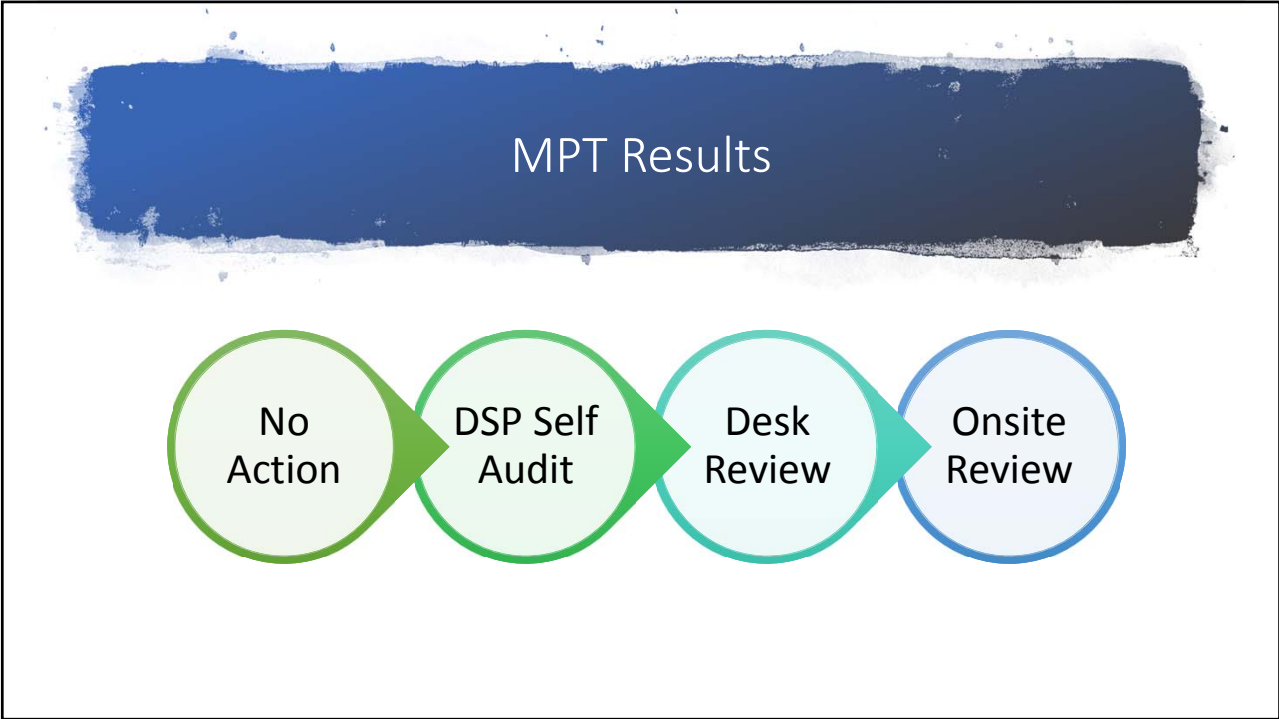 MPT Results
No
Action
DSP Self
Audit
Desk
Review
Onsite
Review